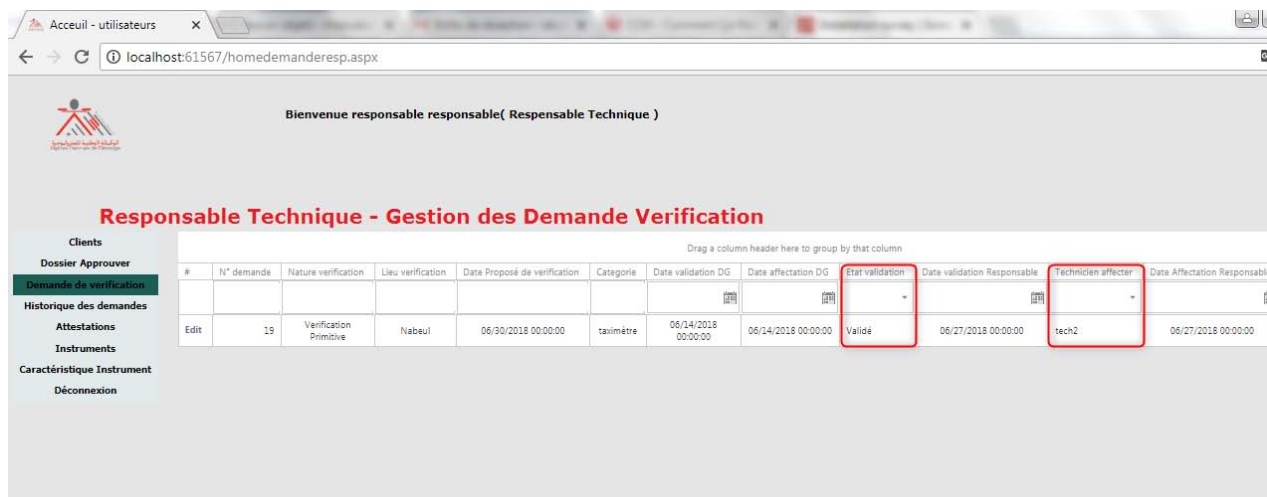 Acceuil - utilisateurs
localhost:61567/homedemanderesp.aspx
Bienvenue responsable responsable( Respensable Technique )
Responsable Technique - Gestion des Demande Verification
Clients
Dossier Approuver
Demande de verification
Historique des demandes
Attestations
Instruments
Caractéristique Instrument
Déconnexion
Drag a column header here to group by that column
# N° demande Nature verification Lieu verification Date Proposé de verification Categorie Date validation DG Date affectation DG Etat validation Date validation Responsable Technicien affecter Date Affectation Responsable
Edit 19 Verification Primitive Nabeul 06/30/2018 00:00:00 taximètre 06/14/2018 00:00:00 06/14/2018 00:00:00 Validé 06/27/2018 00:00:00 tech2 06/27/2018 00:00:00